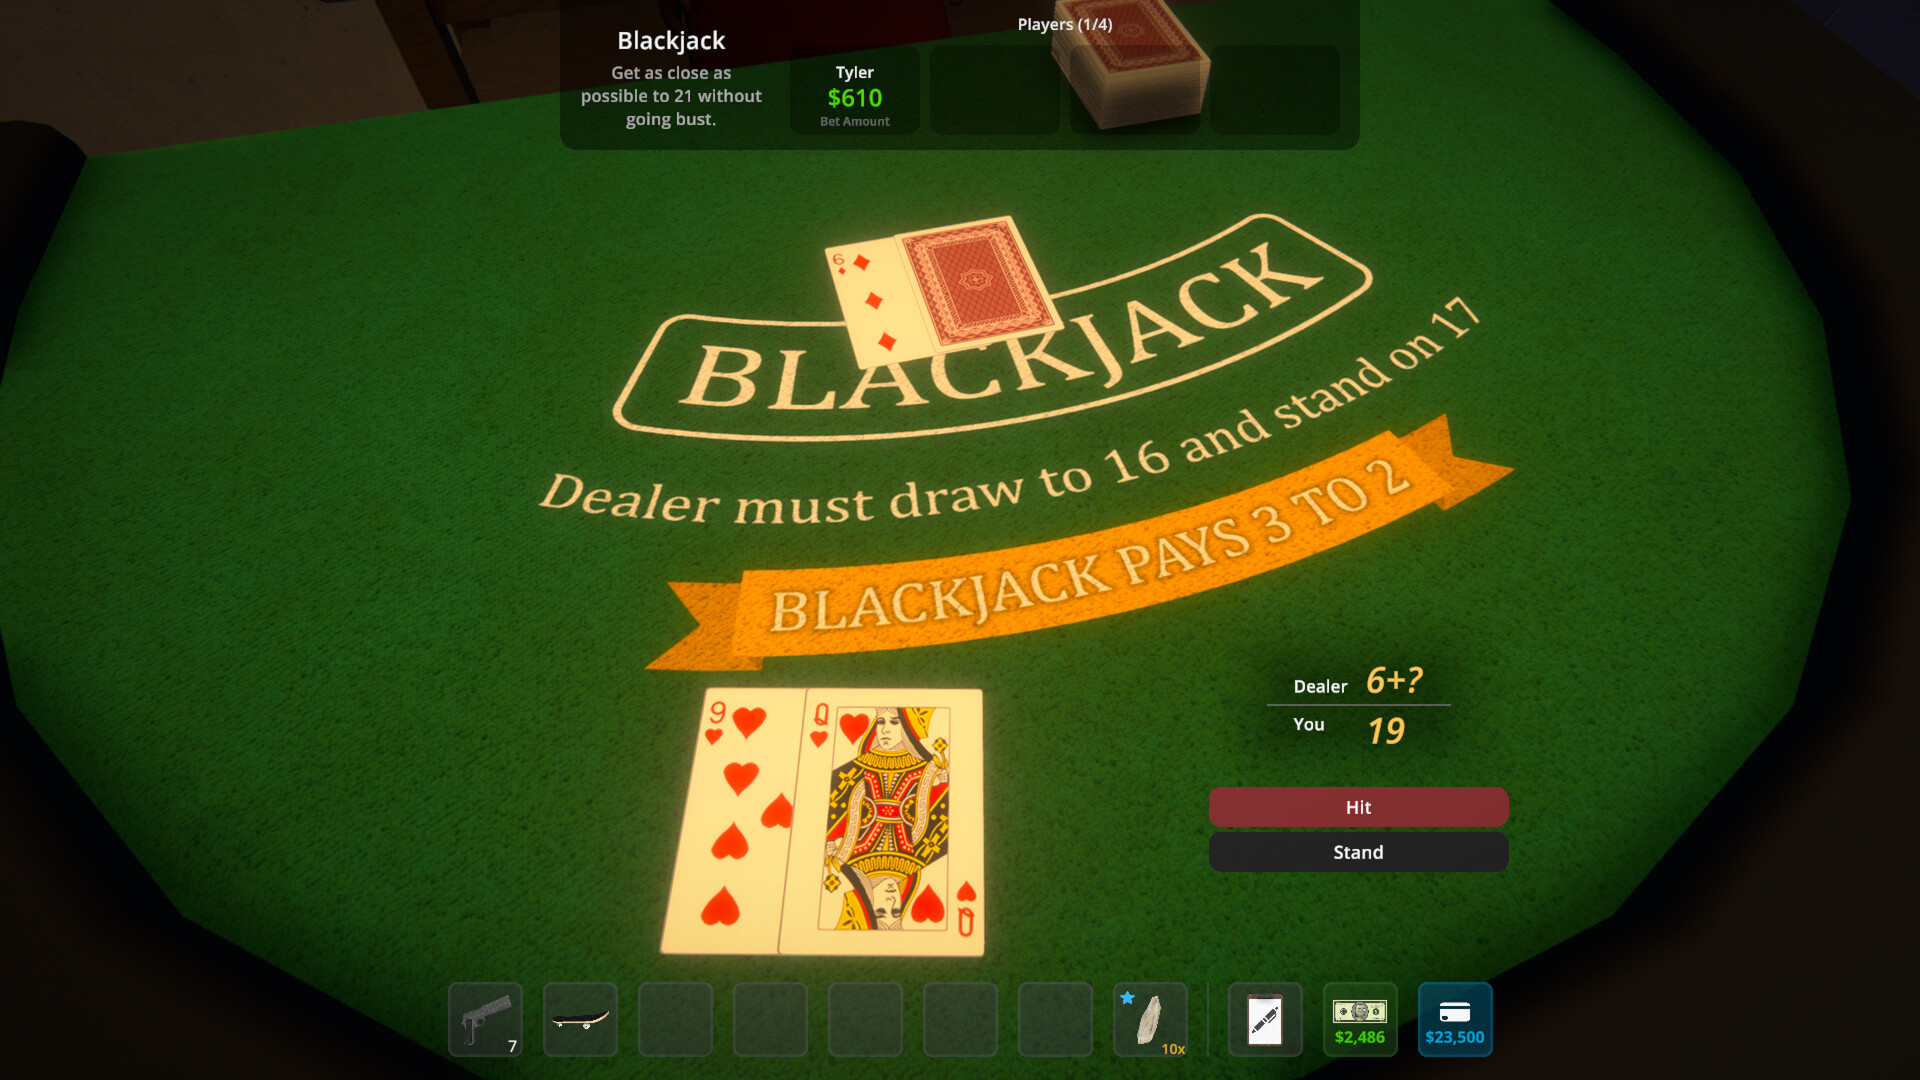 Blackjack
Get as close as
possible to 21 without
going bust.
Players (1/4)
Tyler
$610
Bet Amount
6
BLACKJACK
Dealer must draw to 16 and stand on 17
BLACKJACK PAYS 3 TO 2
9
Q
Q
Dealer 6+?
You 19
Hit
Stand
7
10x
$2,486
$23,500